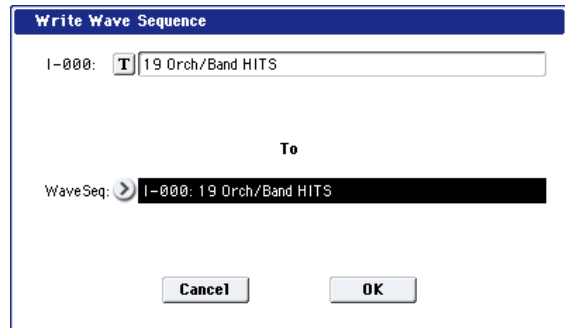 Write Wave Sequence
I-000: T 19 Orch/Band HITS
To
WaveSeq: I-000: 19 Orch/Band HITS
Cancel OK